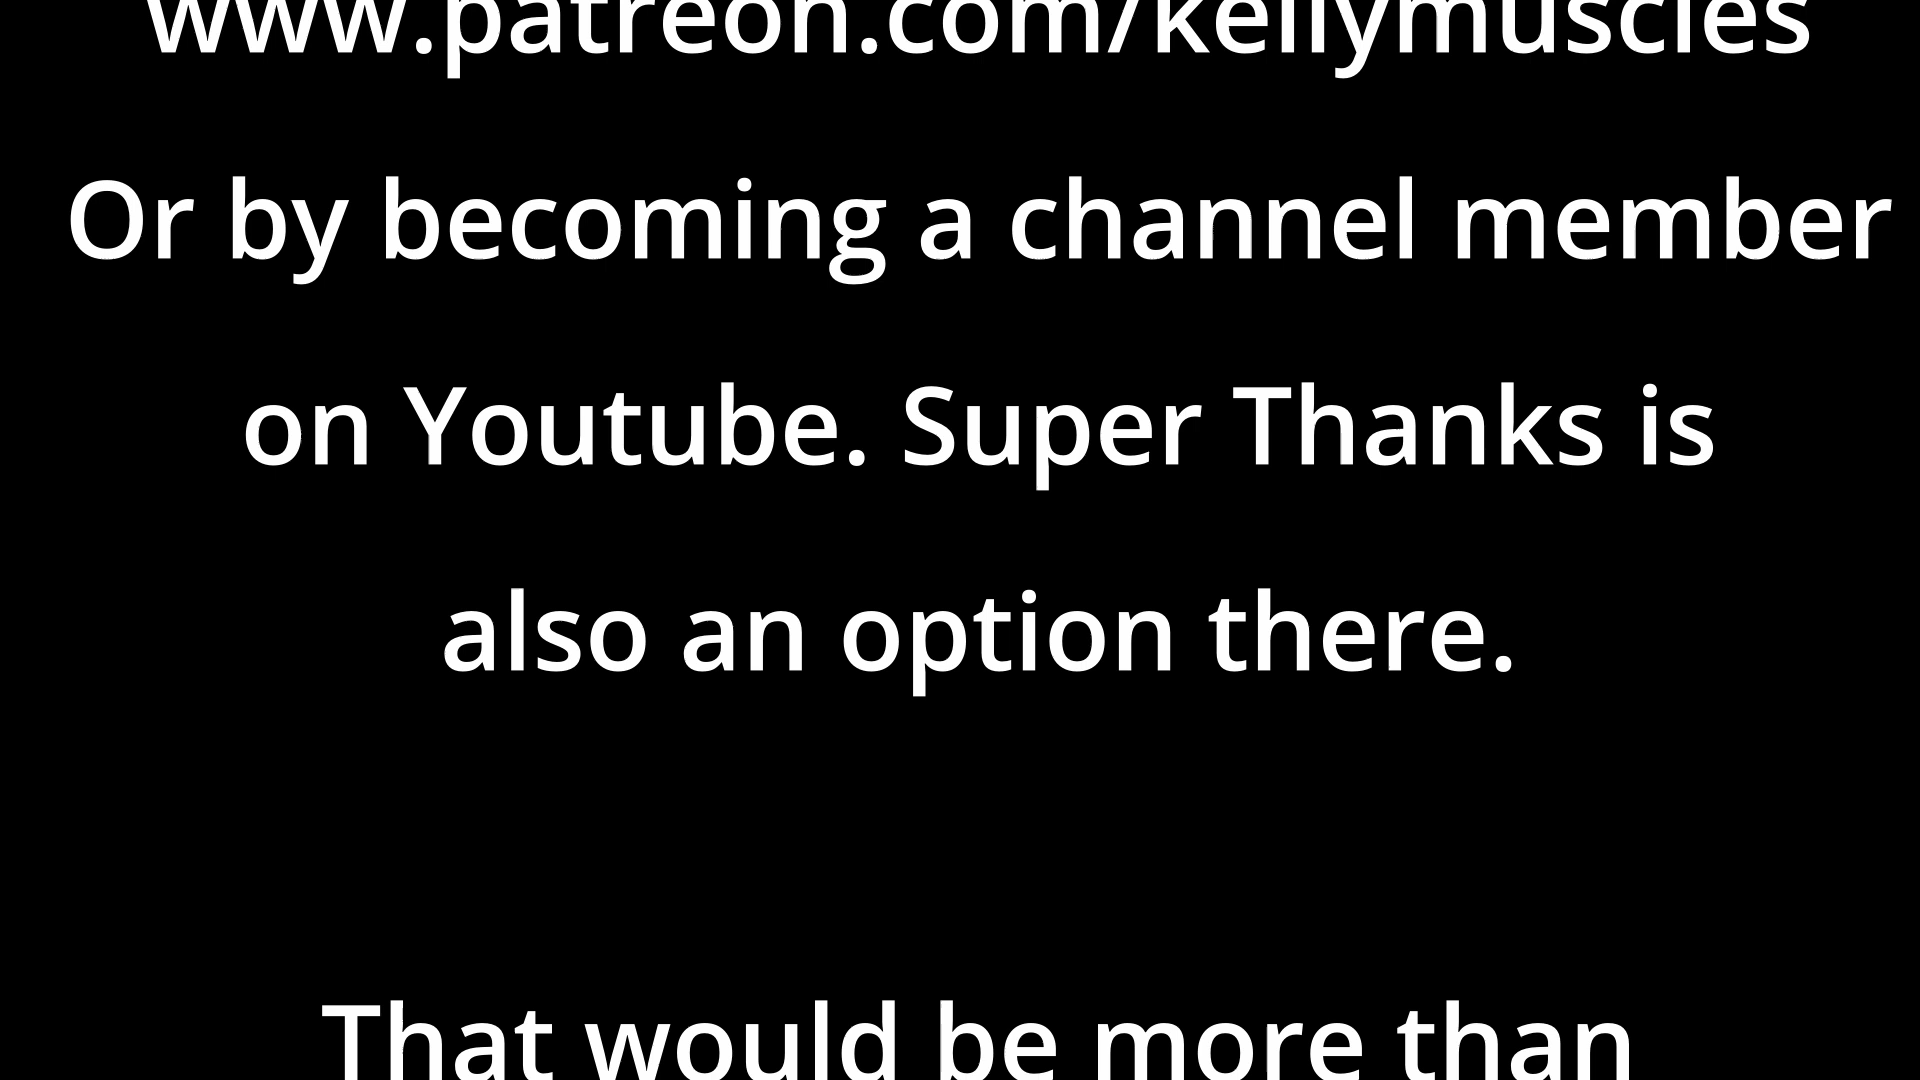 www.patreon.com/kellymuscles
Or by becoming a channel member
on Youtube. Super Thanks is
also an option there.
That would be more than